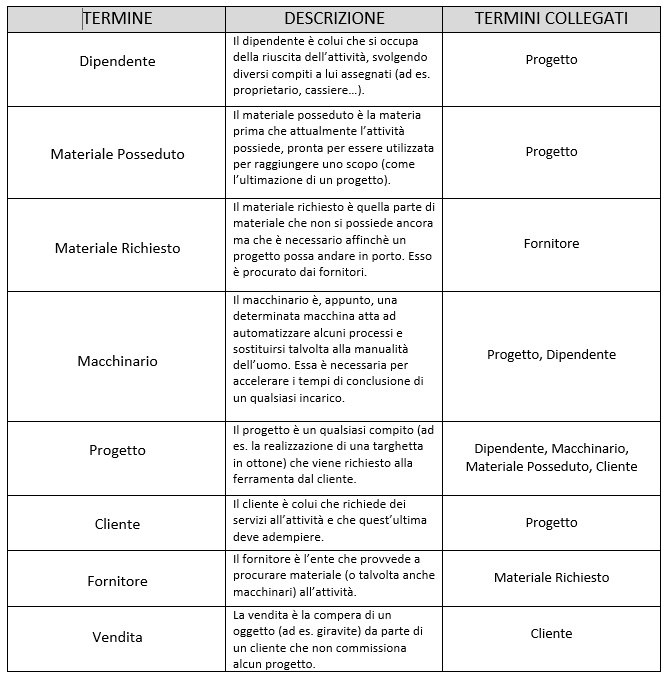 TERMINE DESCRIZIONE TERMINI COLLEGATI
Dipendente
Il dipendente è colui che si occupa
della riuscita dell'attività, svolgendo
diversi compiti a lui assegnati (ad es.
proprietario, cassiere…).
Progetto
Materiale Posseduto
Il materiale posseduto è la materia
prima che attualmente l'attività
possiede, pronta per essere utilizzata
per raggiungere uno scopo (come
l'ultimazione di un progetto).
Progetto
Materiale Richiesto
Il materiale richiesto è quella parte di
materiale che non si possiede ancora
ma che è necessario affinchè un
progetto possa andare in porto. Esso
è procurato dai fornitori.
Fornitore
Macchinario
Il macchinario è, appunto, una
determinata macchina atta ad
automatizzare alcuni processi e
sostituirsi talvolta alla manualità
dell'uomo. Essa è necessaria per
accelerare i tempi di conclusione di
un qualsiasi incarico.
Progetto, Dipendente
Progetto
Il progetto è un qualsiasi compito (ad
es. la realizzazione di una targhetta
in ottone) che viene richiesto alla
ferramenta dal cliente.
Dipendente, Macchinario,
Materiale Posseduto, Cliente
Cliente
Il cliente è colui che richiede dei
servizi all'attività e che quest'ultima
deve adempiere.
Progetto
Fornitore
Il fornitore è l'ente che provvede a
procurare materiale (o talvolta anche
macchinari) all'attività.
Materiale Richiesto
Vendita
La vendita è la compera di un
oggetto (ad es. giravite) da parte di
un cliente che non commissiona
alcun progetto.
Cliente